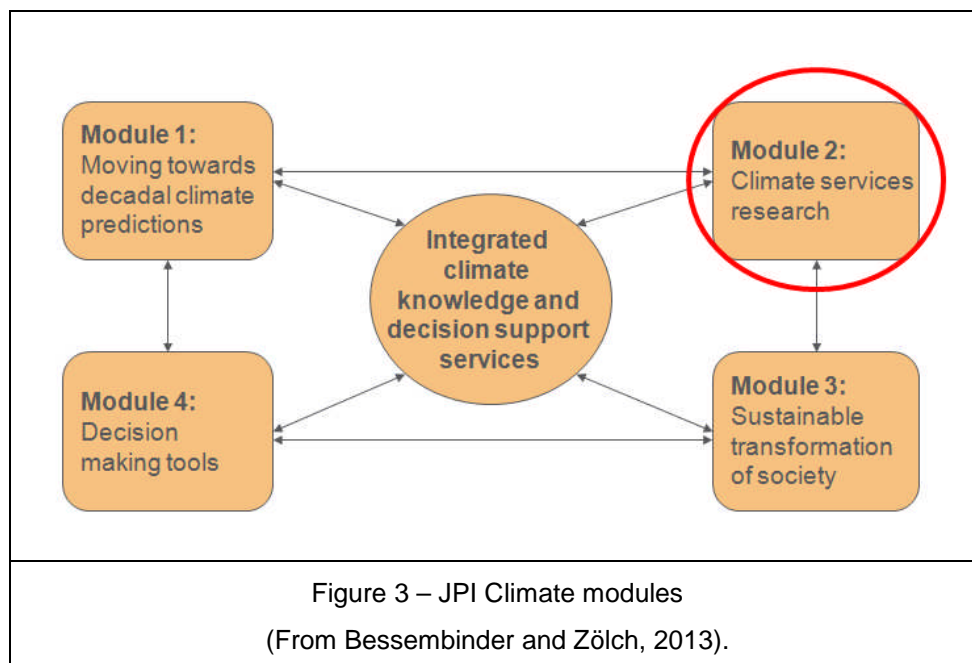 Module 1:
Moving towards
decadal climate
predictions
Module 2:
Climate services
research
Integrated
climate
knowledge and
decision support
services
Module 4:
Decision
making tools
Module 3:
Sustainable
transformation
of society
Figure 3 – JPI Climate modules
(From Bessembinder and Zölch, 2013).